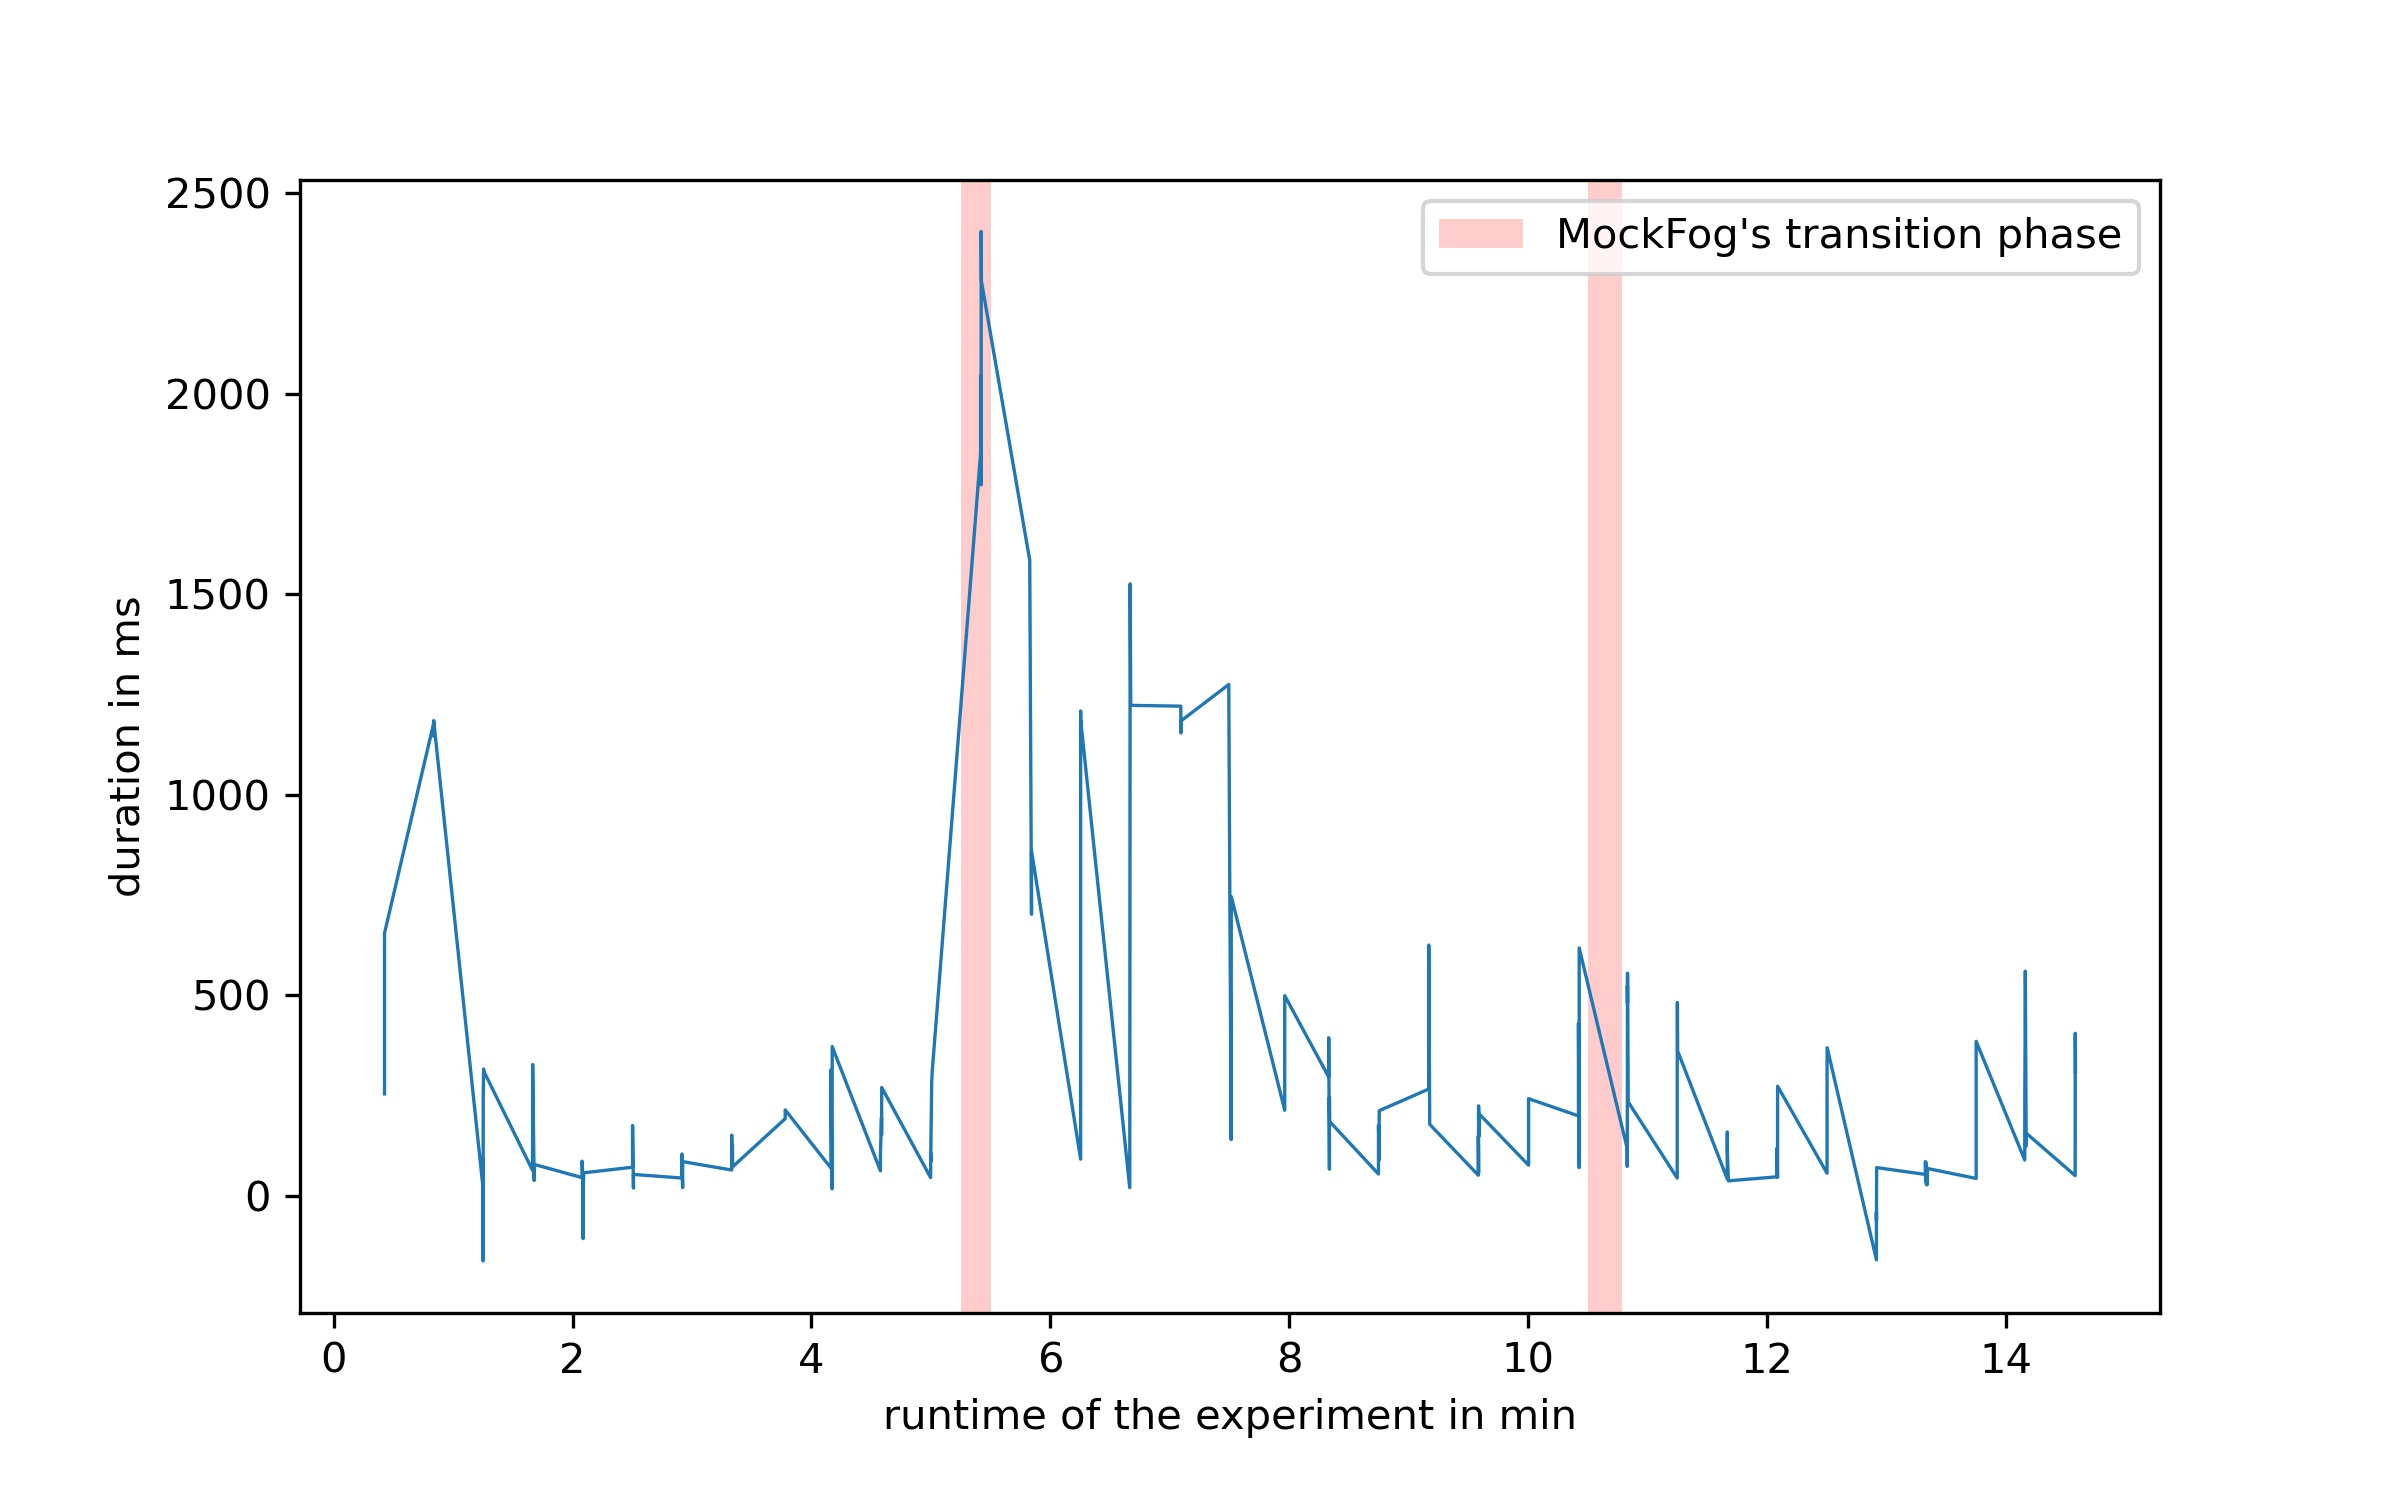 MockFog's transition phase
2500
2000
1500
1000
500
0
duration in ms
0 2 4 6 8 10 12 14
runtime of the experiment in min